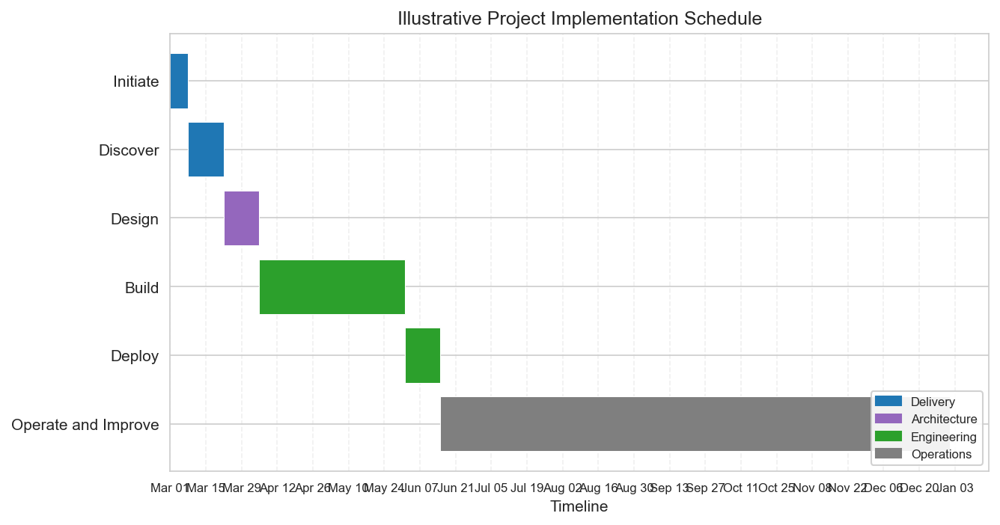 Illustrative Project Implementation Schedule
Initiate
Discover
Design
Build
Deploy
Operate and Improve
Delivery
Architecture
Engineering
Operations
Mar 01 Mar 15 Mar 29 Apr 12 Apr 26 May 10 May 24 Jun 07 Jun 21 Jul 05 Jul 19 Aug 02 Aug 16 Aug 30 Sep 13 Sep 27 Oct 11 Oct 25 Nov 08 Nov 22 Dec 06 Dec 20 Jan 03
Timeline